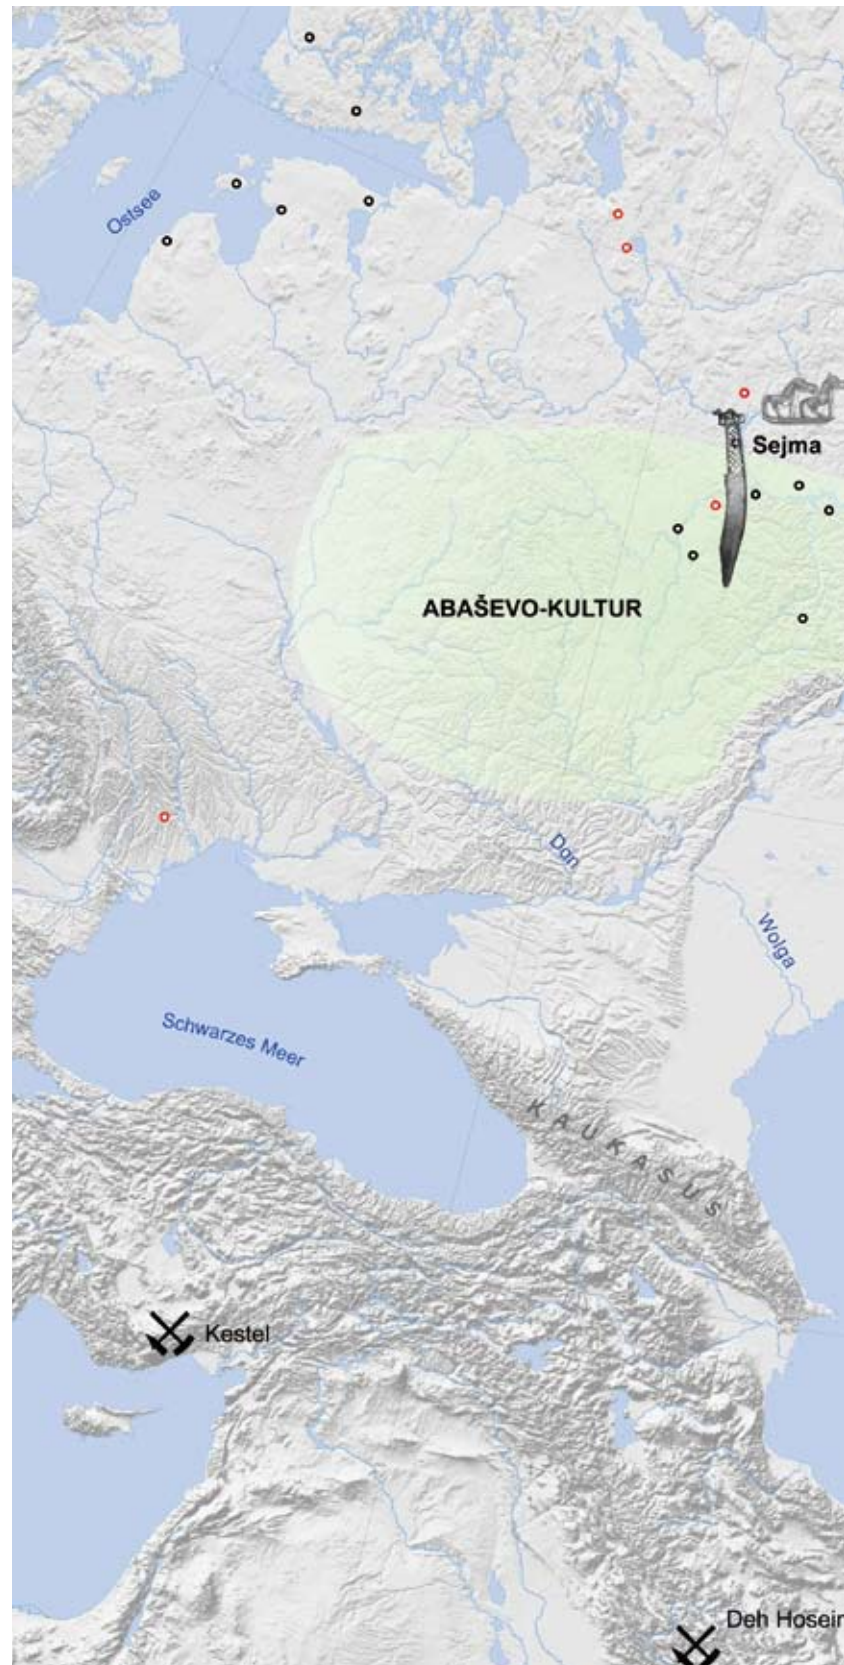 Ostsee
Sejma
ABAŠEVO-KULTUR
Don
Wolga
Schwarzes Meer
KAUKASUS
Kestel
Deh Hosein